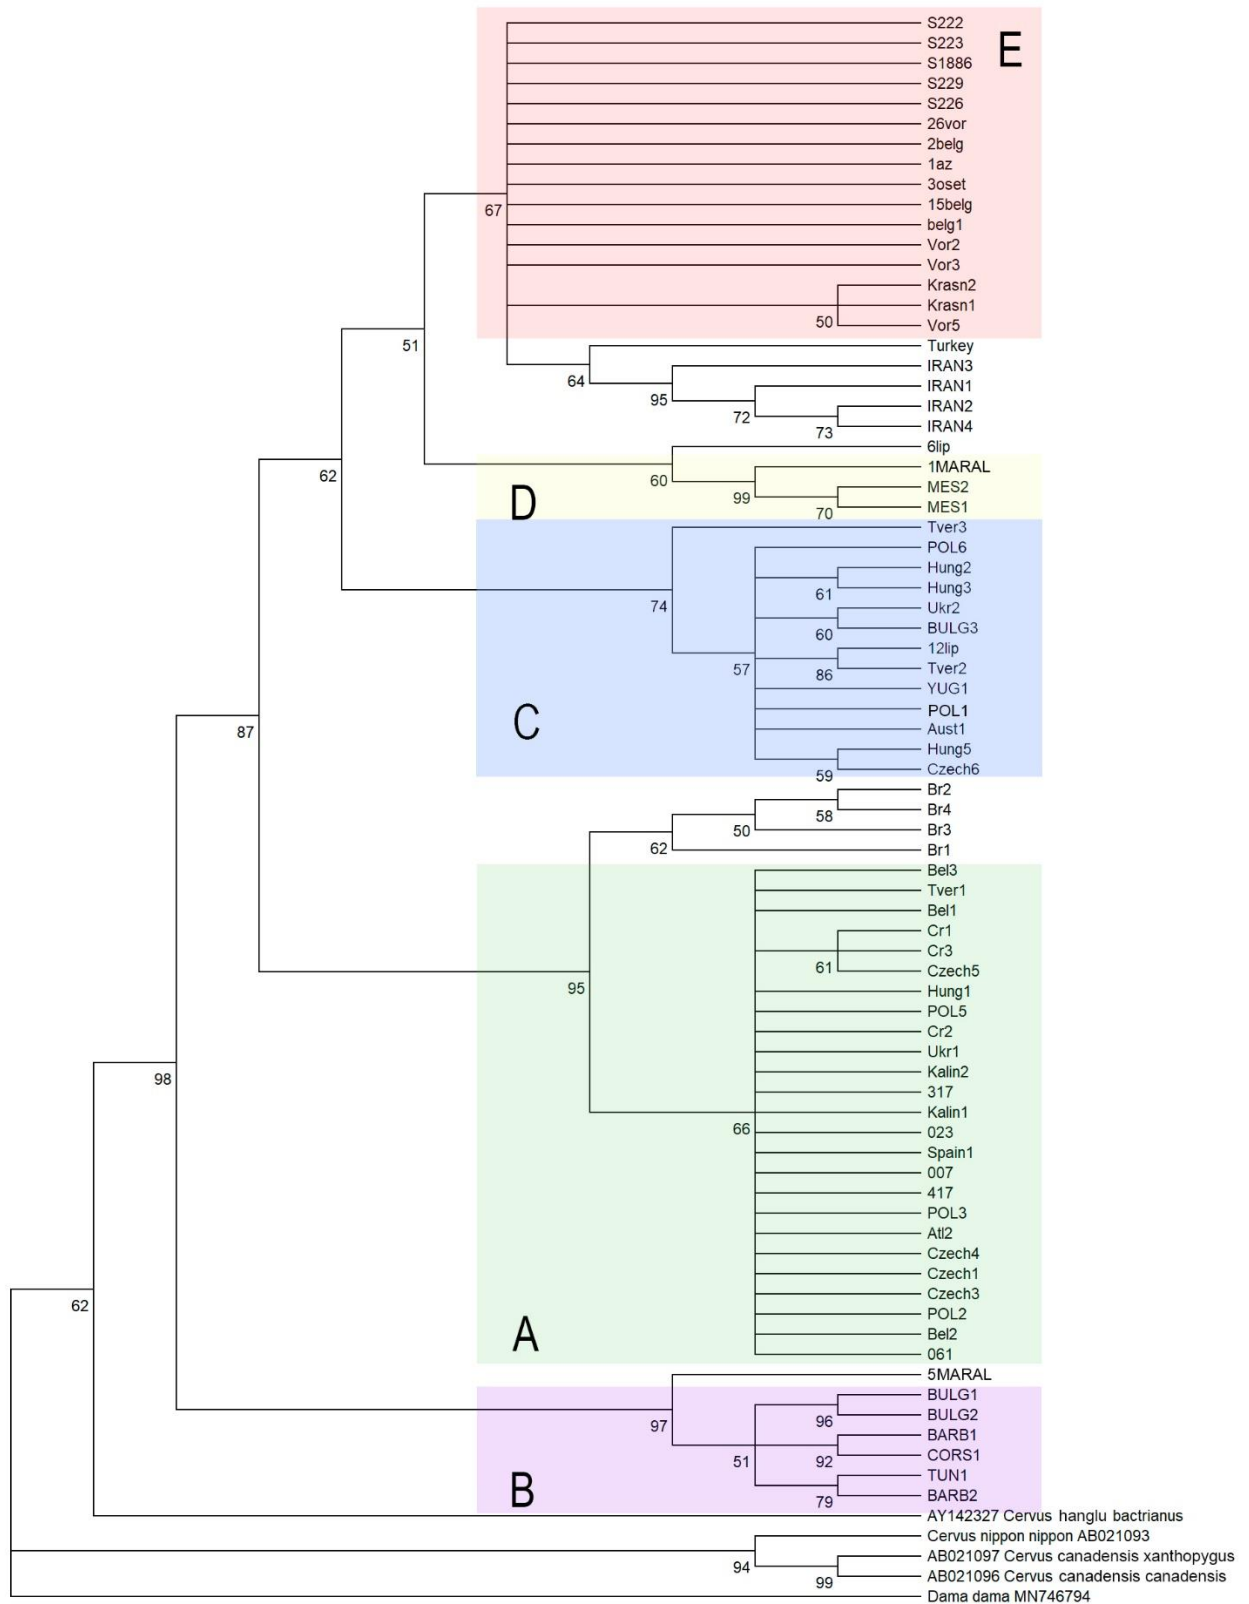 S222
S223
E
S1886
S229
S226
26vor
2belg
1az
3oset
67
15belg
belg1
Vor2
Vor3
Krasn2
Krasn1
50
Vor5
51
Turkey
IRAN3
64
IRAN1
95
IRAN2
72
IRAN4
73
6lip
1MARAL
62
60
MES2
99
D
MES1
70
Tver3
POL6
Hung2
Hung3
61
74
Ukr2
BULG3
60
12lip
57
Tver2
86
YUG1
POL1
C
Aust1
87
Hung5
Czech6
59
Br2
Br4
58
Br3
50
Br1
62
Bel3
Tver1
Bel1
Cr1
Cr3
Czech5
61
95
Hung1
POL5
Cr2
Ukr1
98
Kalin2
317
Kalin1
66
023
Spain1
007
417
POL3
Atl2
Czech4
Czech1
Czech3
62
POL2
A
Bel2
061
5MARAL
BULG1
BULG2
96
97
BARB1
CORS1
51
92
TUN1
B
BARB2
79
AY142327 Cervus hanglu bactrianus
Cervus nippon nippon AB021093
AB021097 Cervus canadensis xanthopygus
94
AB021096 Cervus canadensis canadensis
99
Dama dama MN746794